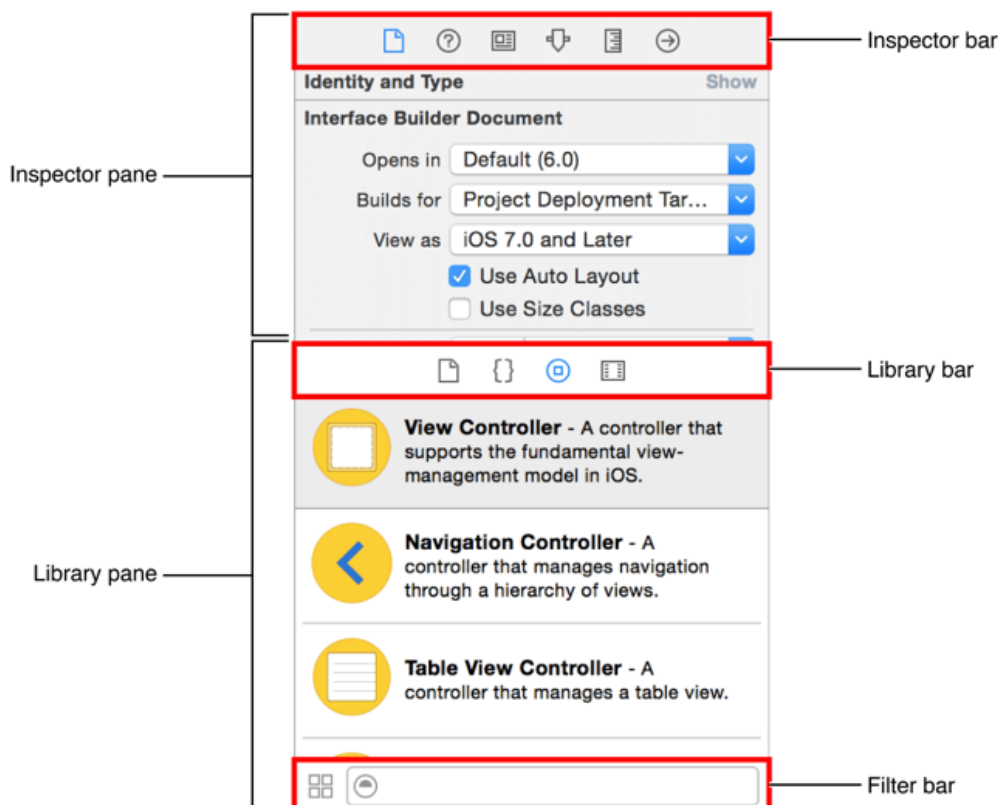 Inspector bar
Identity and Type Show
Interface Builder Document
Opens in Default (6.0)
Inspector pane
Builds for Project Deployment Tar...
View as iOS 7.0 and Later
Use Auto Layout
Use Size Classes
Library bar
View Controller - A controller that
supports the fundamental view-
management model in iOS.
Navigation Controller - A
controller that manages navigation
through a hierarchy of views.
Library pane
Table View Controller - A
controller that manages a table view.
Filter bar